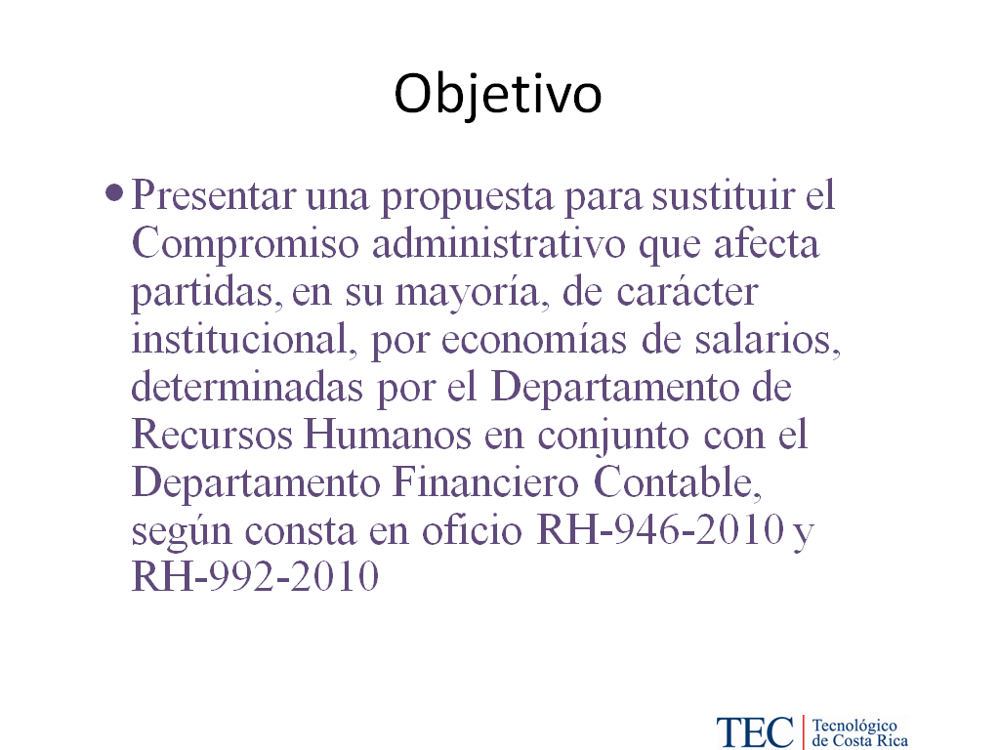 Objetivo
• Presentar una propuesta para sustituir el
Compromiso administrativo que afecta
partidas, en su mayoría, de carácter
institucional, por economías de salarios,
determinadas por el Departamento de
Recursos Humanos en conjunto con el
Departamento Financiero Contable,
según consta en oficio RH-946-2010 y
RH-992-2010
TEC | Tecnológico
de Costa Rica